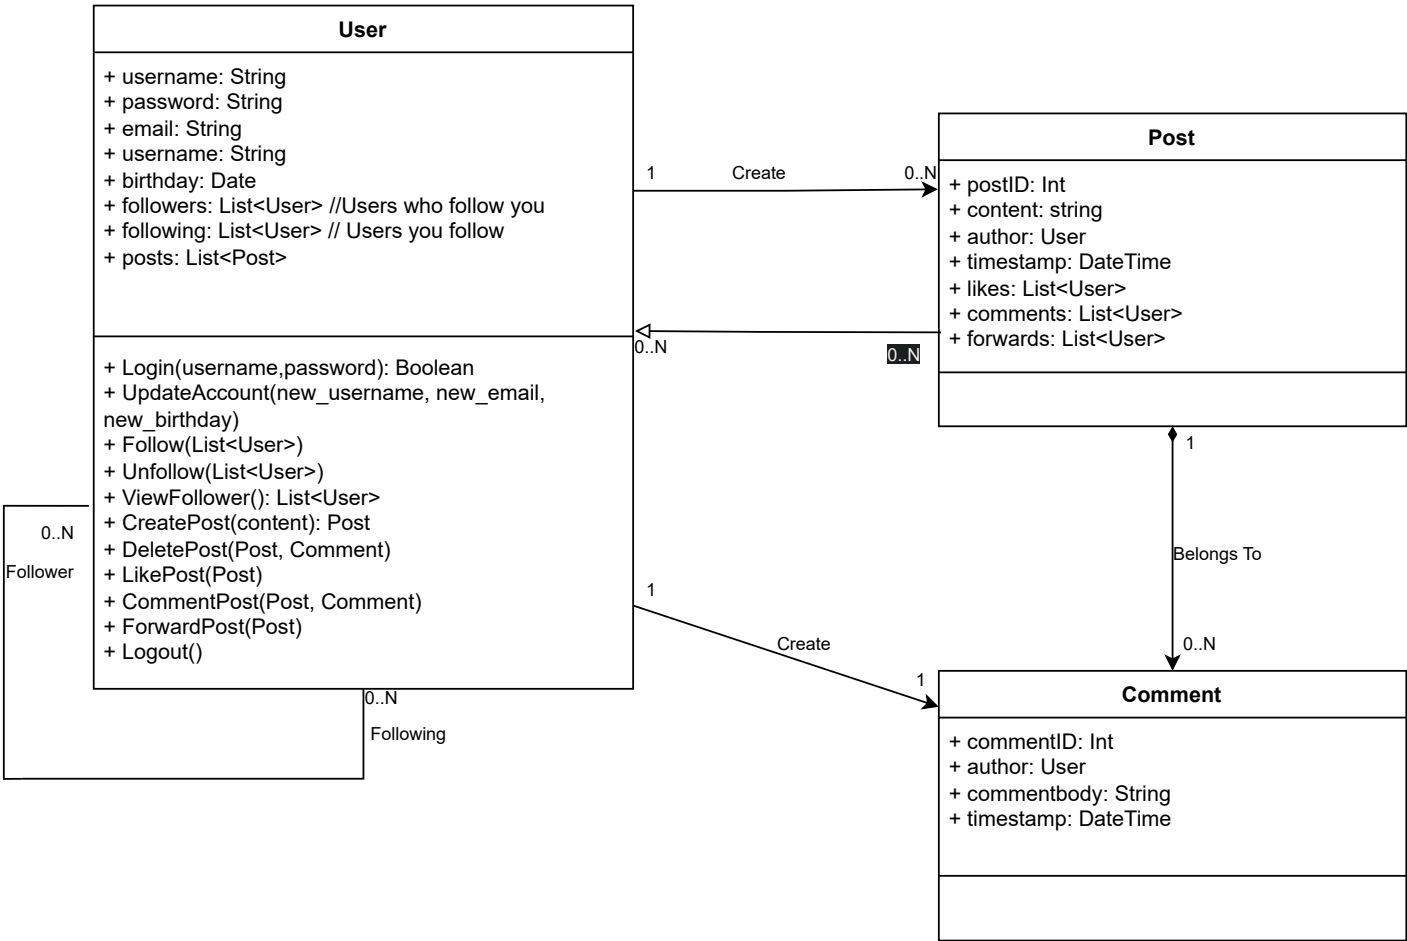 User
+ username: String
+ password: String
+ email: String
+ username: String
+ birthday: Date
+ followers: List<User> //Users who follow you
+ following: List<User> // Users you follow
+ posts: List<Post>
+ Login(username,password): Boolean
+ UpdateAccount(new_username, new_email,
new_birthday)
+ Follow(List<User>)
+ Unfollow(List<User>)
+ ViewFollower(): List<User>
+ CreatePost(content): Post
+ DeletePost(Post, Comment)
+ LikePost(Post)
+ CommentPost(Post, Comment)
+ ForwardPost(Post)
+ Logout()
0..N
Follower
0..N
Following
1
Create
0..N
0..N
0..N
Post
+ postID: Int
+ content: string
+ author: User
+ timestamp: DateTime
+ likes: List<User>
+ comments: List<User>
+ forwards: List<User>
1
Belongs To
0..N
1
Create
1
Comment
+ commentID: Int
+ author: User
+ commentbody: String
+ timestamp: DateTime